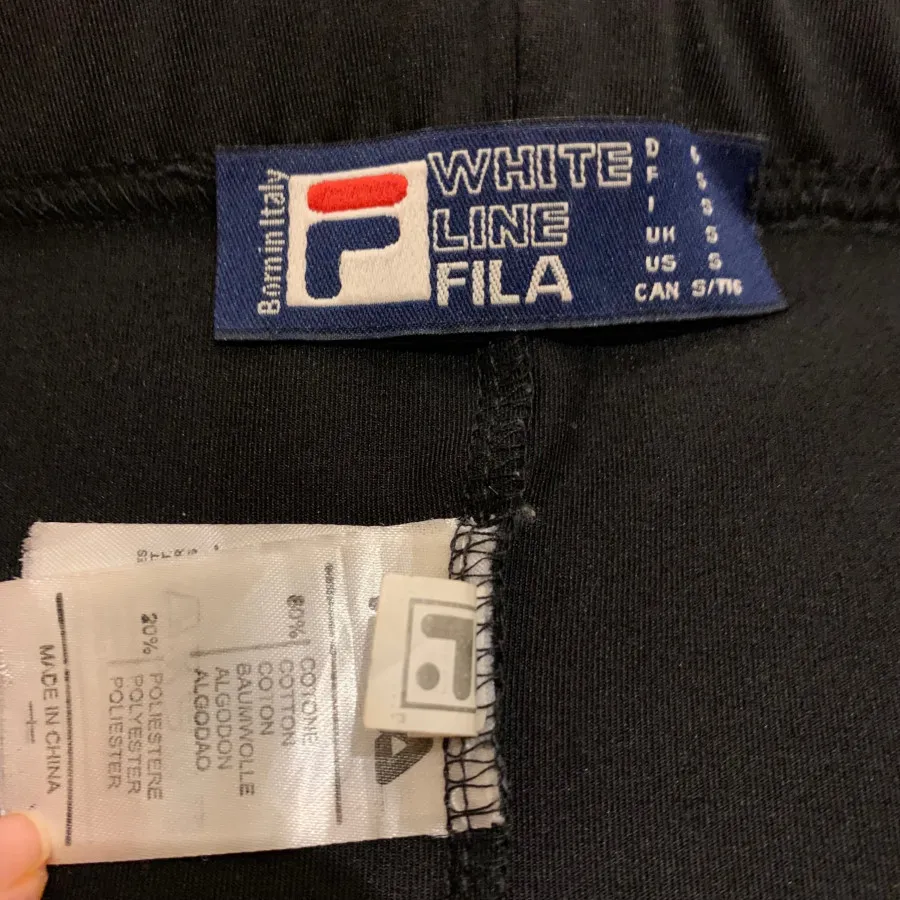 Born in Italy
WHITE
LINE
FILA
D S
F S
I S
UK S
US S
CAN S/TP6
80% COTONE
COTTON
COTON
BAUMWOLLE
ALGODON
ALGODAO
20% POLIESTERE
POLYESTER
POLIESTER
MADE IN CHINA